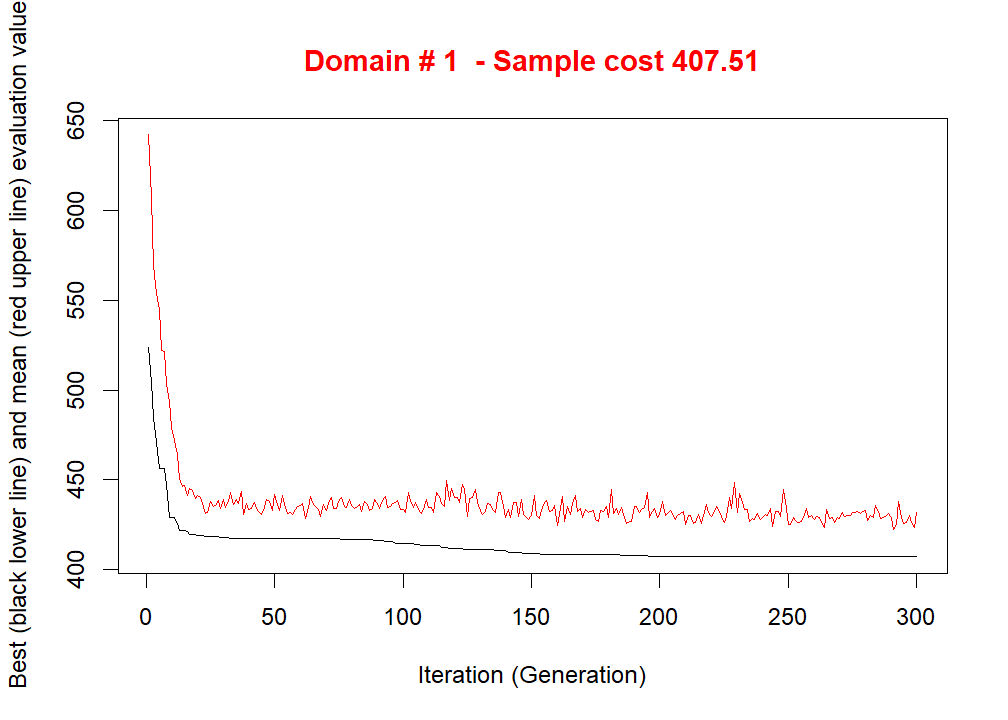 Domain # 1  - Sample cost 407.51
Best (black lower line) and mean (red upper line) evaluation value
650
600
550
500
450
400
0 50 100 150 200 250 300
Iteration (Generation)